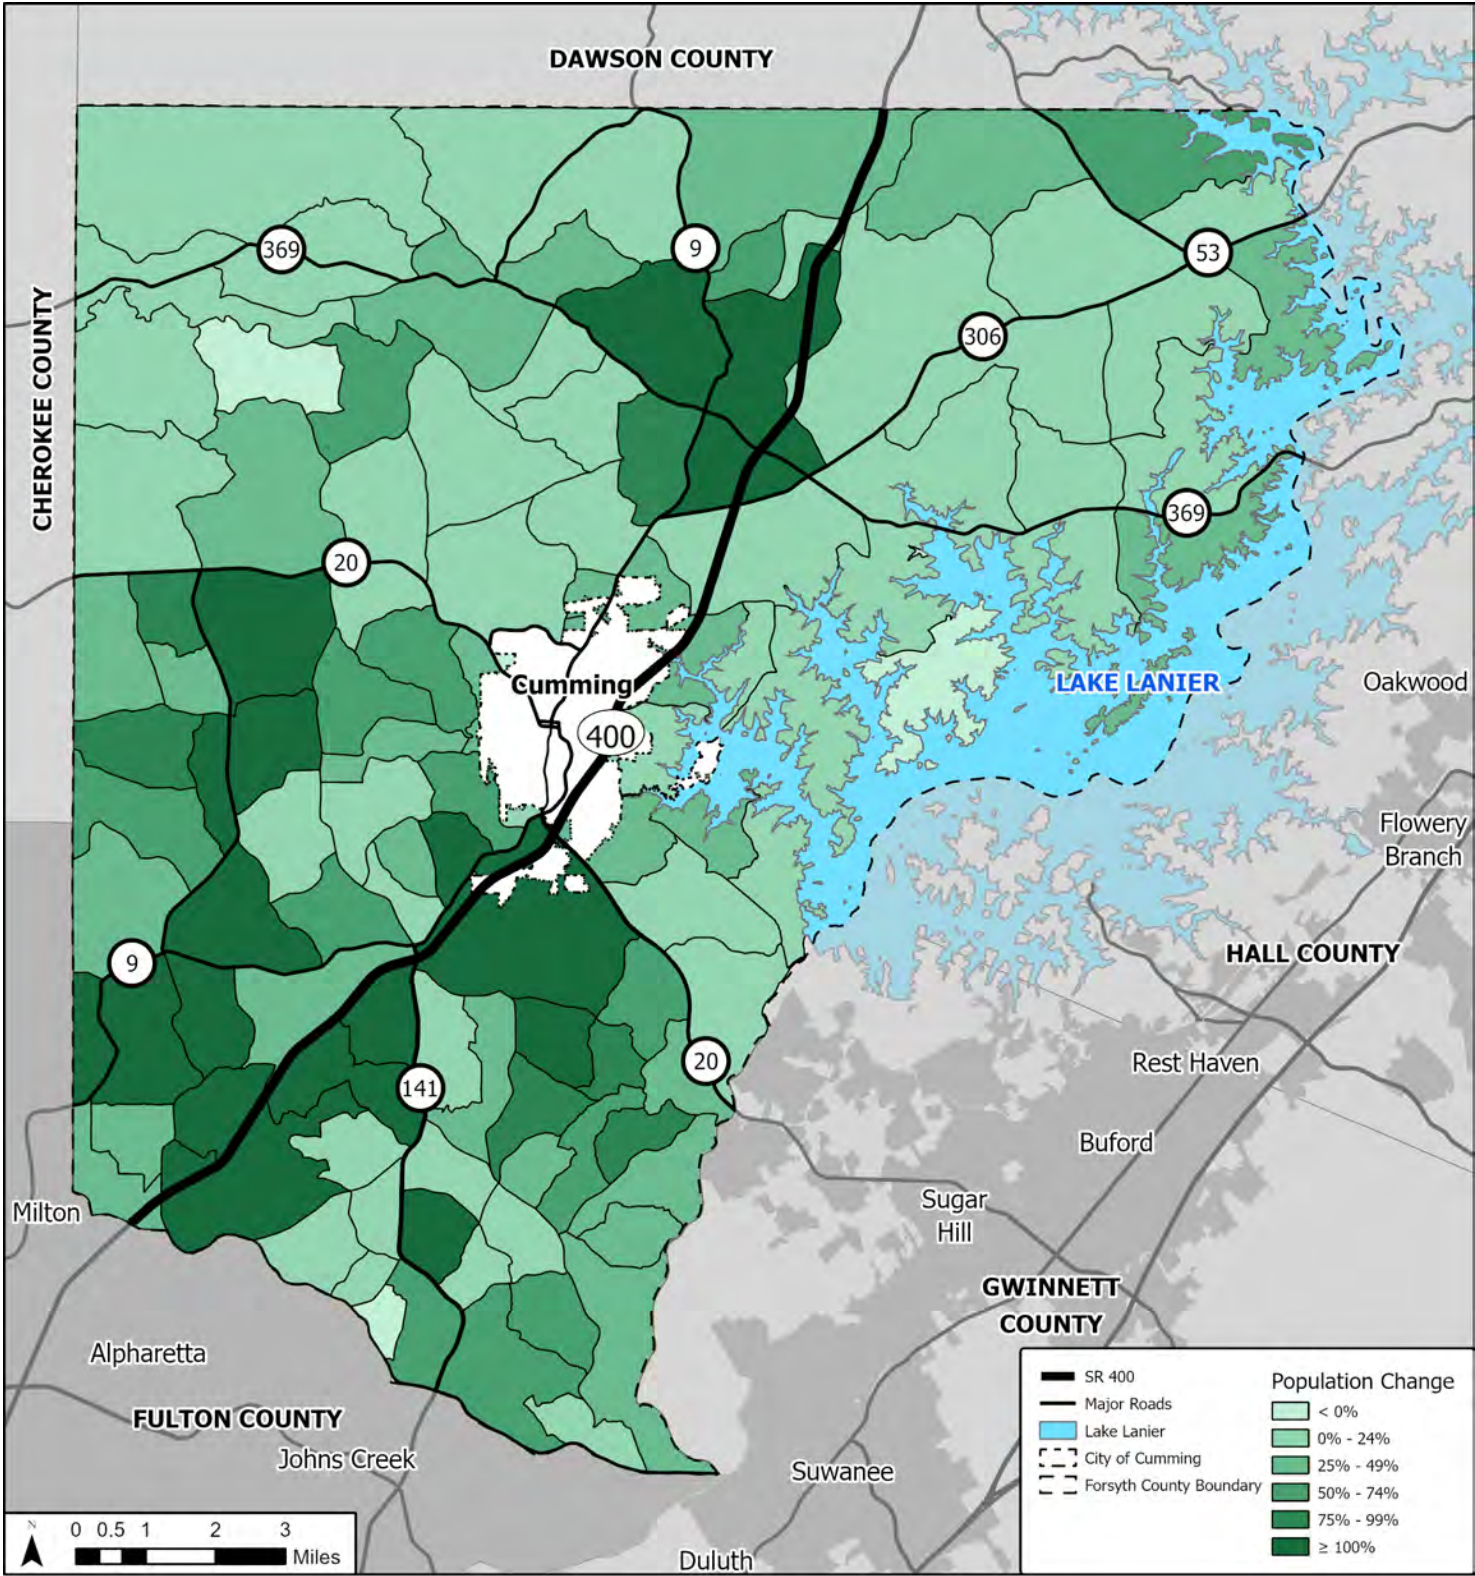 DAWSON COUNTY
369
9
53
CHEROKEE COUNTY
306
369
20
Cumming
LAKE LANIER
Oakwood
400
Flowery
Branch
9
HALL COUNTY
20
Rest Haven
141
Buford
Milton
Sugar
Hill
GWINNETT
COUNTY
Alpharetta
FULTON COUNTY
Johns Creek
Suwanee
Duluth
SR 400
Major Roads
Lake Lanier
City of Cumming
Forsyth County Boundary
Population Change
< 0%
0% - 24%
25% - 49%
50% - 74%
75% - 99%
≥ 100%
N
0 0.5 1 2 3
Miles